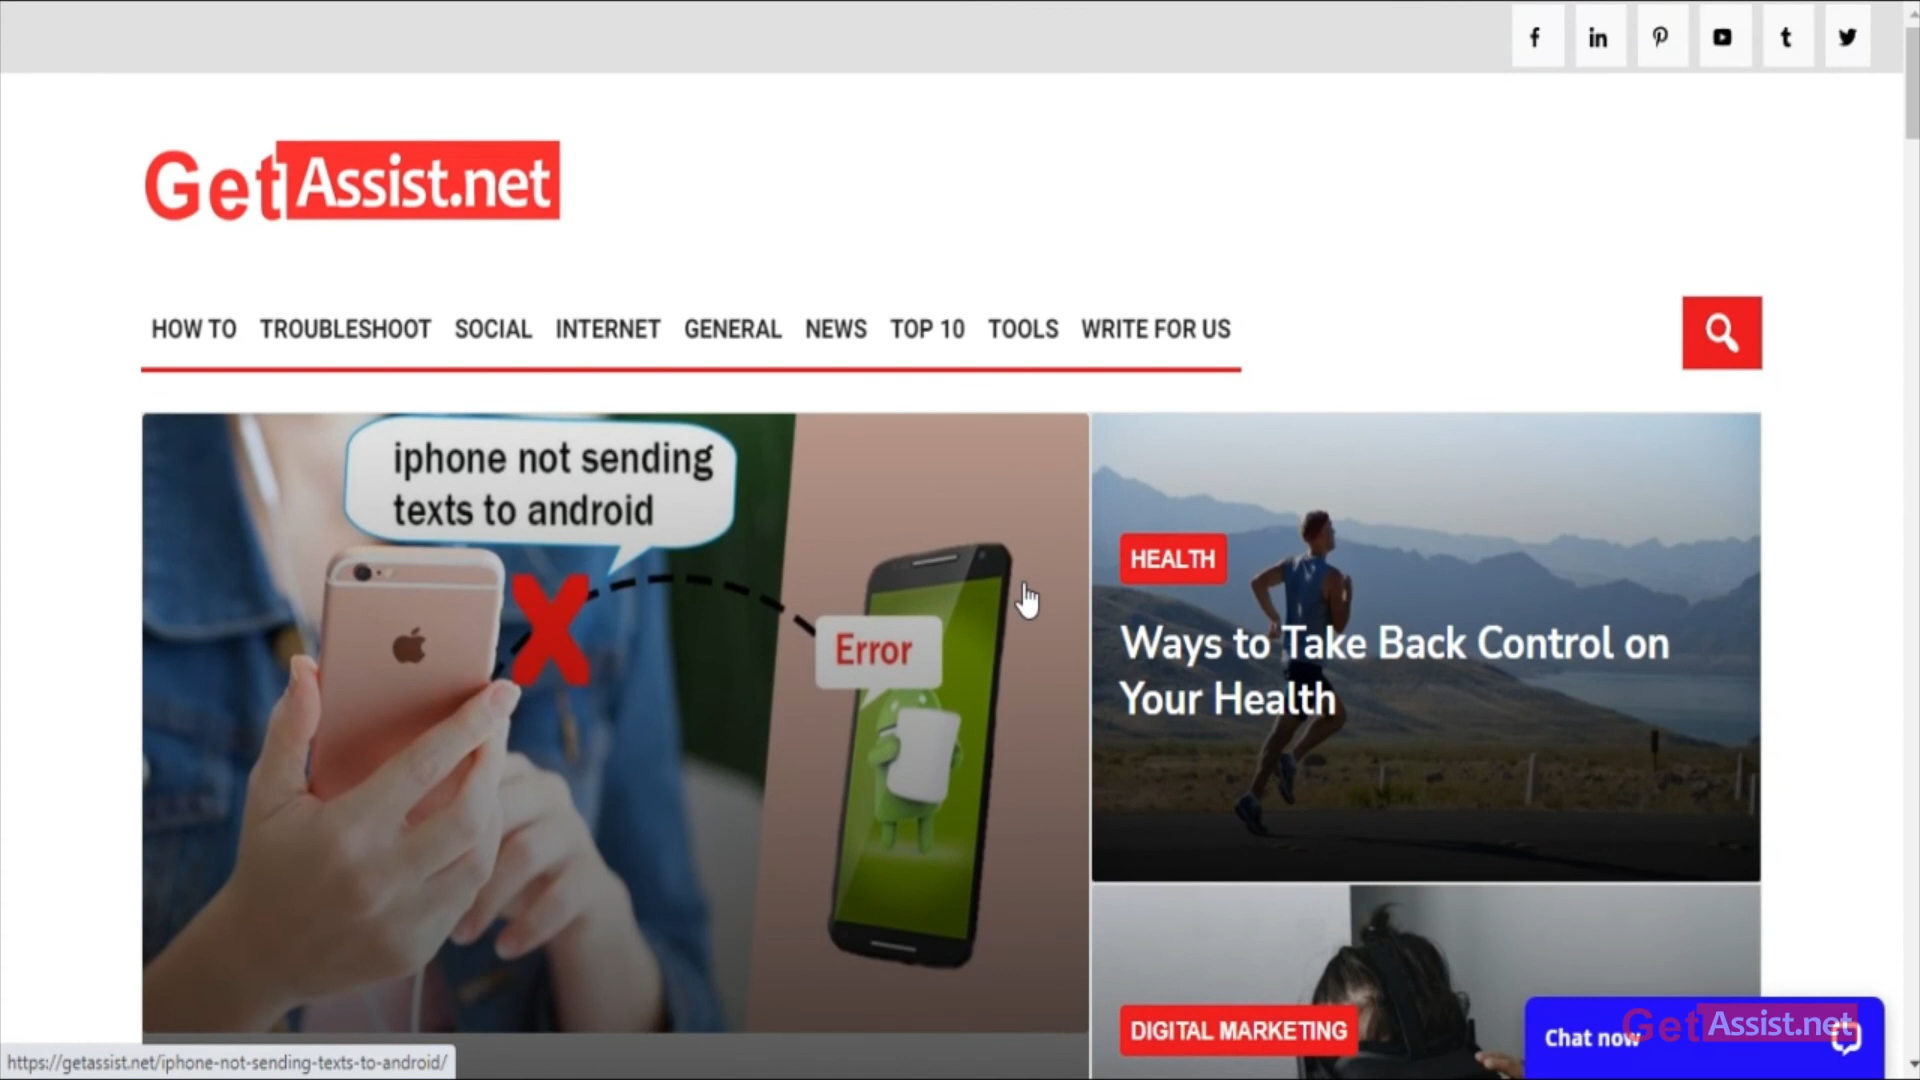 Get Assist.net
HOW TO TROUBLESHOOT SOCIAL INTERNET GENERAL NEWS TOP 10 TOOLS WRITE FOR US
iphone not sending
texts to android
Error
HEALTH
Ways to Take Back Control on
Your Health
DIGITAL MARKETING
Chat now
GetAssist.net
https://getassist.net/iphone-not-sending-texts-to-android/